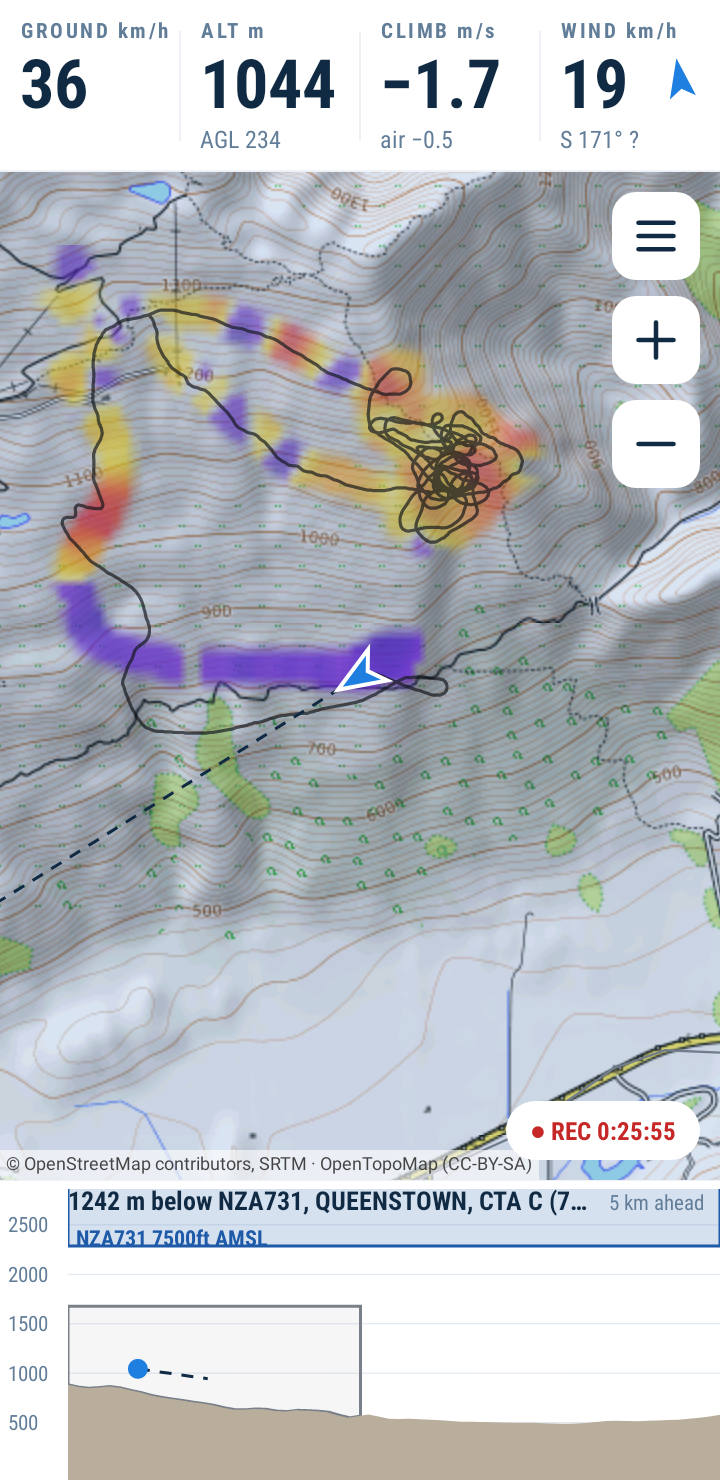 GROUND km/h
36
ALT m
1044
AGL 234
CLIMB m/s
−1.7
air −0.5
WIND km/h
19
S 171° ?
1300
1100
1100
1000
900
900
700
600
500
500
800
REC 0:25:55
© OpenStreetMap contributors, SRTM · OpenTopoMap (CC-BY-SA)
1242 m below NZA731, QUEENSTOWN, CTA C (7…
5 km ahead
NZA731 7500ft AMSL
2500
2000
1500
1000
500